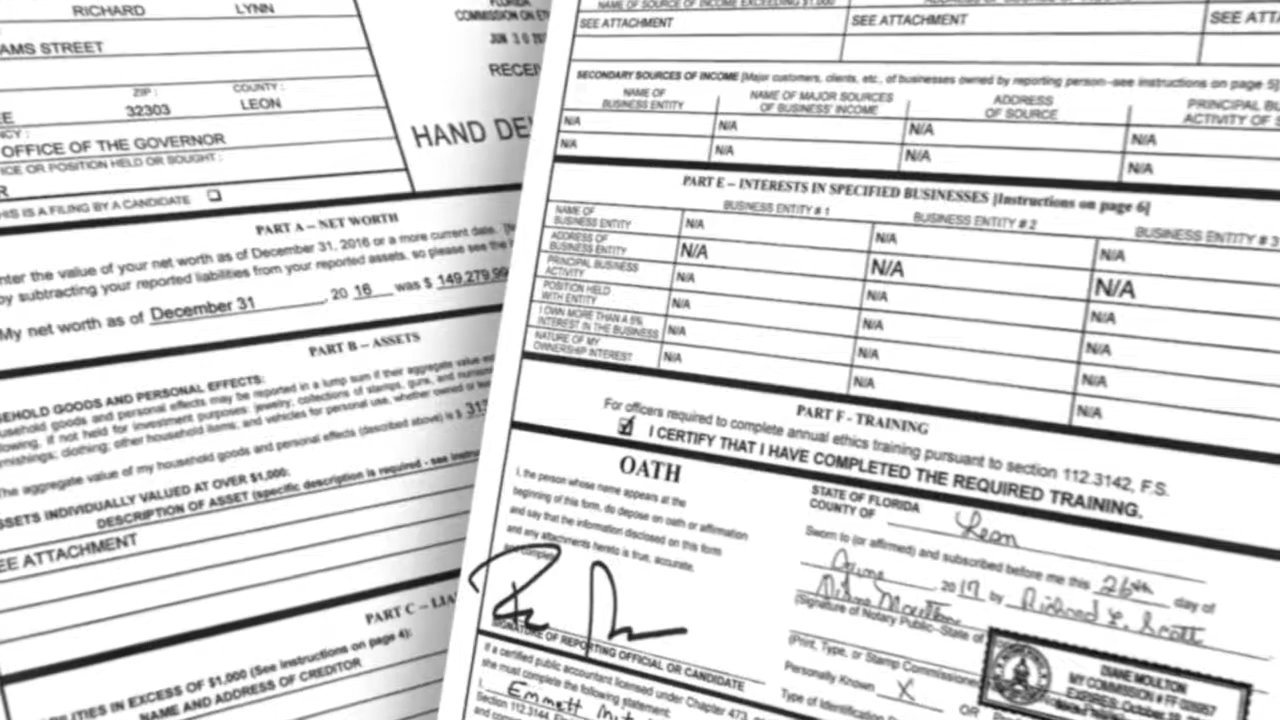 RICHARD LYNN
AMS STREET
ZIP : COUNTY :
E 32303 LEON
NCY :
OFFICE OF THE GOVERNOR
ICE OR POSITION HELD OR SOUGHT :
R
HIS IS A FILING BY A CANDIDATE
FLORIDA
COMMISSION ON ET
JUN 30 20
RECEI
HAND DE
PART A -- NET WORTH
nter the value of your net worth as of December 31, 2016 or a more current date.
by subtracting your reported liabilities from your reported assets, so please see the
My net worth as of December 31, 20 16 was $ 149,279,99
PART B -- ASSETS
SEHOLD GOODS AND PERSONAL EFFECTS:
usehold goods and personal effects may be reported in a lump sum if their aggregate value
llowing, if not held for investment purposes: jewelry; collections of stamps, guns, and
rnishings; clothing; other household items; and vehicles for personal use, whether owned or
The aggregate value of my household goods and personal effects (described above) is $ 313
SSETS INDIVIDUALLY VALUED AT OVER $1,000:
DESCRIPTION OF ASSET (specific description is required - see instru
EE ATTACHMENT
PART C -- LIA
ILITIES IN EXCESS OF $1,000 (See instructions on page 4):
NAME AND ADDRESS OF CREDITOR
NAME OF SOURCE OF INCOME EXCEEDING $1,000
SEE ATTACHMENT SEE ATTACHMENT SEE ATTA
SECONDARY SOURCES OF INCOME [Major customers, clients, etc., of businesses owned by reporting person--see instructions on page 5]
NAME OF BUSINESS ENTITY NAME OF MAJOR SOURCES OF BUSINESS' INCOME ADDRESS OF SOURCE PRINCIPAL BU ACTIVITY OF S
N/A N/A N/A N/A
N/A N/A N/A N/A
PART E -- INTERESTS IN SPECIFIED BUSINESSES [Instructions on page 6]
BUSINESS ENTITY # 1 BUSINESS ENTITY # 2 BUSINESS ENTITY # 3
NAME OF BUSINESS ENTITY N/A N/A N/A
ADDRESS OF BUSINESS ENTITY N/A N/A N/A
PRINCIPAL BUSINESS ACTIVITY N/A N/A N/A
POSITION HELD WITH ENTITY N/A N/A N/A
I OWN MORE THAN A 5% INTEREST IN THE BUSINESS N/A N/A N/A
NATURE OF MY OWNERSHIP INTEREST N/A N/A N/A
PART F - TRAINING
For officers required to complete annual ethics training pursuant to section 112.3142, F.S.
I CERTIFY THAT I HAVE COMPLETED THE REQUIRED TRAINING.
OATH
I, the person whose name appears at the
beginning of this form, do depose on oath or affirmation
and say that the information disclosed on this form
and any attachments hereto is true, accurate,
and complete.
SIGNATURE OF REPORTING OFFICIAL OR CANDIDATE
STATE OF FLORIDA
COUNTY OF Leon
Sworn to (or affirmed) and subscribed before me this 26th day of
June, 2017 by Richard L. Scott
Diane Moulton
(Signature of Notary Public--State of
(Print, Type, or Stamp Commissione
Personally Known X OR
Type of Identification
DIANE MOULTON
MY COMMISSION # FF
EXPIRES: October
If a certified public accountant licensed under Chapter 473,
she must complete the following statement:
I, Emmett
Section 112.3144,